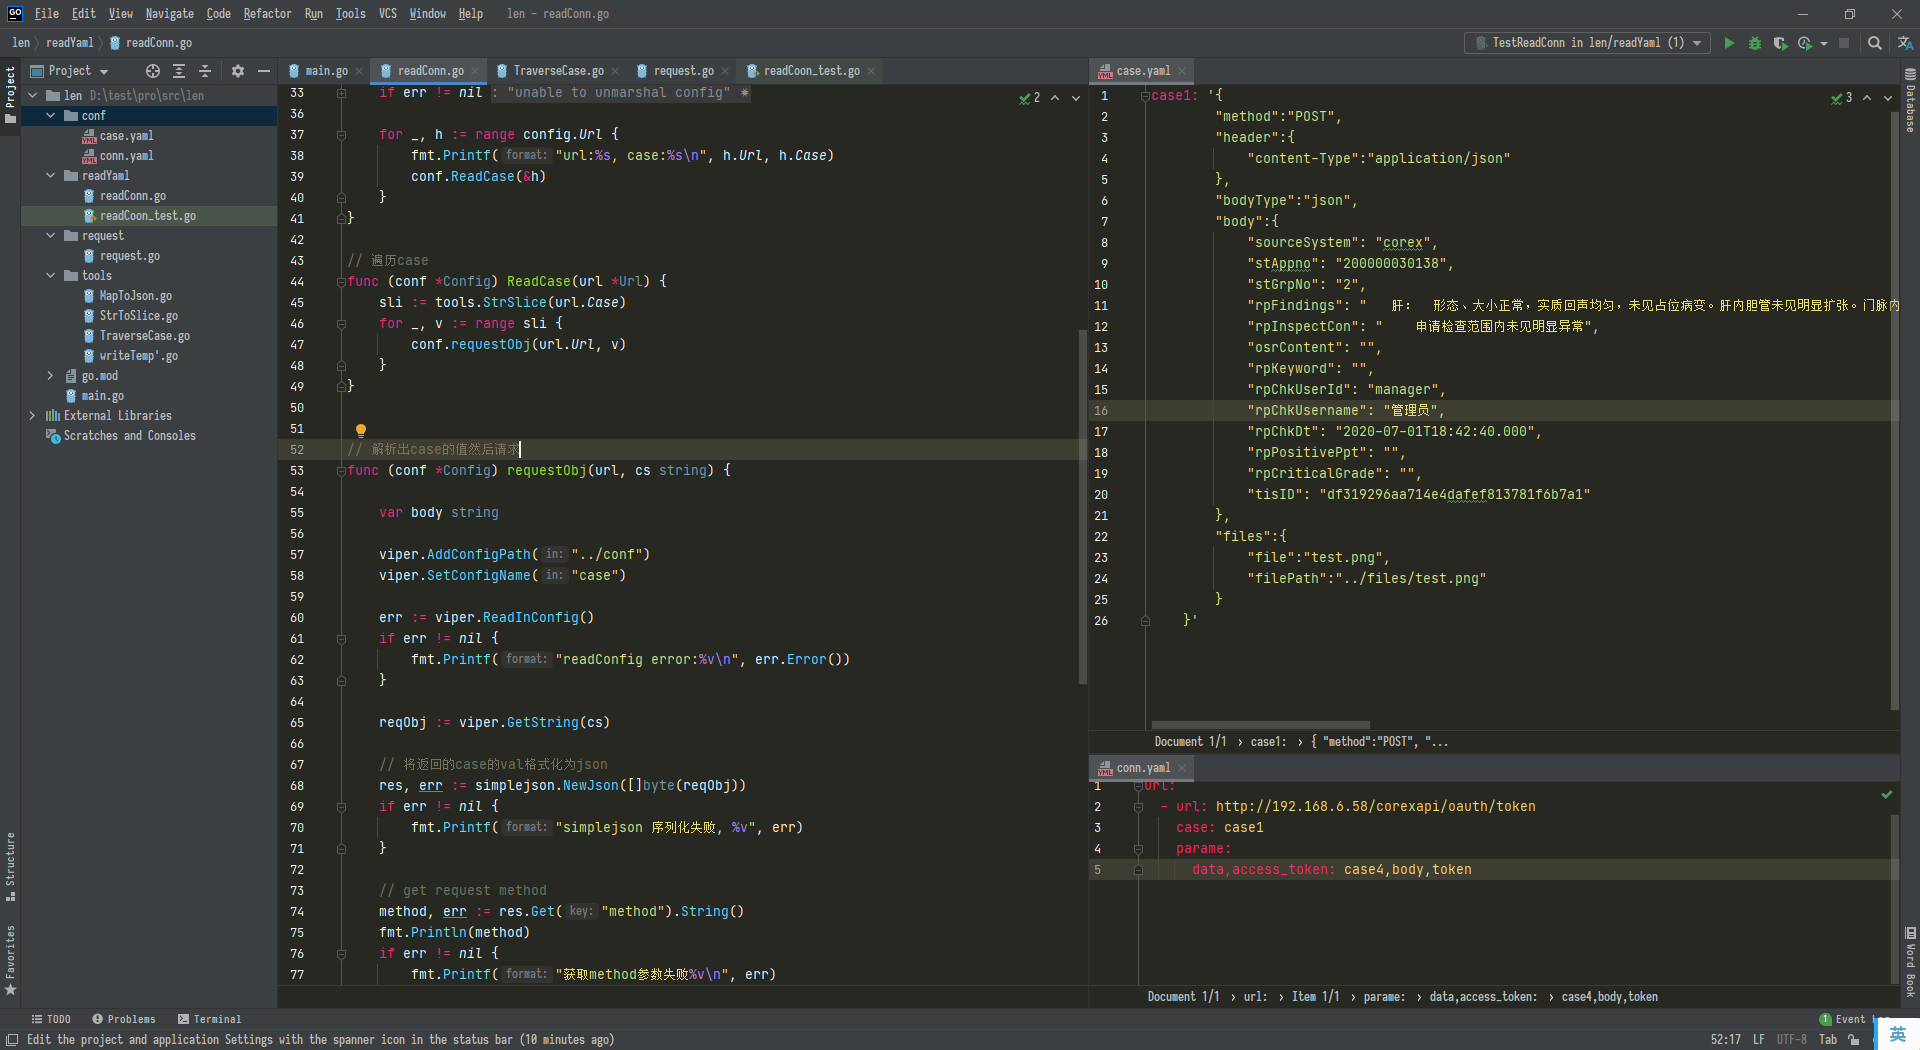 GO File Edit View Navigate Code Refactor Run Tools VCS Window Help len - readConn.go
len readYaml readConn.go TestReadConn in len/readYaml (1)
Project
main.go readConn.go TraverseCase.go request.go readCoon_test.go
case.yaml
Project
len D:\test\pro\src\len
conf
case.yaml
conn.yaml
readYaml
readConn.go
readCoon_test.go
request
request.go
tools
MapToJson.go
StrToSlice.go
TraverseCase.go
writeTemp'.go
go.mod
main.go
External Libraries
Scratches and Consoles
Structure
Favorites
33 if err != nil : "unable to unmarshal config"
2
36
37 for _, h := range config.Url {
38 fmt.Printf( format: "url:%s, case:%s\n", h.Url, h.Case)
39 conf.ReadCase(&h)
40 }
41 }
42
43 // 遍历case
44 func (conf *Config) ReadCase(url *Url) {
45 sli := tools.StrSlice(url.Case)
46 for _, v := range sli {
47 conf.requestObj(url.Url, v)
48 }
49 }
50
51
52 // 解析出case的值然后请求
53 func (conf *Config) requestObj(url, cs string) {
54
55 var body string
56
57 viper.AddConfigPath( in: "../conf")
58 viper.SetConfigName( in: "case")
59
60 err := viper.ReadInConfig()
61 if err != nil {
62 fmt.Printf( format: "readConfig error:%v\n", err.Error())
63 }
64
65 reqObj := viper.GetString(cs)
66
67 // 将返回的case的val格式化为json
68 res, err := simplejson.NewJson([]byte(reqObj))
69 if err != nil {
70 fmt.Printf( format: "simplejson 序列化失败, %v", err)
71 }
72
73 // get request method
74 method, err := res.Get( key: "method").String()
75 fmt.Println(method)
76 if err != nil {
77 fmt.Printf( format: "获取method参数失败%v\n", err)
1 case1: '{
3
2 "method":"POST",
3 "header":{
4 "content-Type":"application/json"
5 },
6 "bodyType":"json",
7 "body":{
8 "sourceSystem": "corex",
9 "stAppno": "200000030138",
10 "stGrpNo": "2",
11 "rpFindings": " 肝： 形态、大小正常，实质回声均匀，未见占位病变。肝内胆管未见明显扩张。门脉内
12 "rpInspectCon": " 申请检查范围内未见明显异常",
13 "osrContent": "",
14 "rpKeyword": "",
15 "rpChkUserId": "manager",
16 "rpChkUsername": "管理员",
17 "rpChkDt": "2020-07-01T18:42:40.000",
18 "rpPositivePpt": "",
19 "rpCriticalGrade": "",
20 "tisID": "df319296aa714e4dafef813781f6b7a1"
21 },
22 "files":{
23 "file":"test.png",
24 "filePath":"../files/test.png"
25 }
26 }'
Document 1/1 › case1: › { "method":"POST", "...
conn.yaml
1 url:
2 - url: http://192.168.6.58/corexapi/oauth/token
3 case: case1
4 parame:
5 data,access_token: case4,body,token
Document 1/1 › url: › Item 1/1 › parame: › data,access_token: › case4,body,token
Database
Word Book
TODO Problems Terminal
1 Event
Edit the project and application Settings with the spanner icon in the status bar (10 minutes ago)
52:17 LF UTF-8 Tab
英